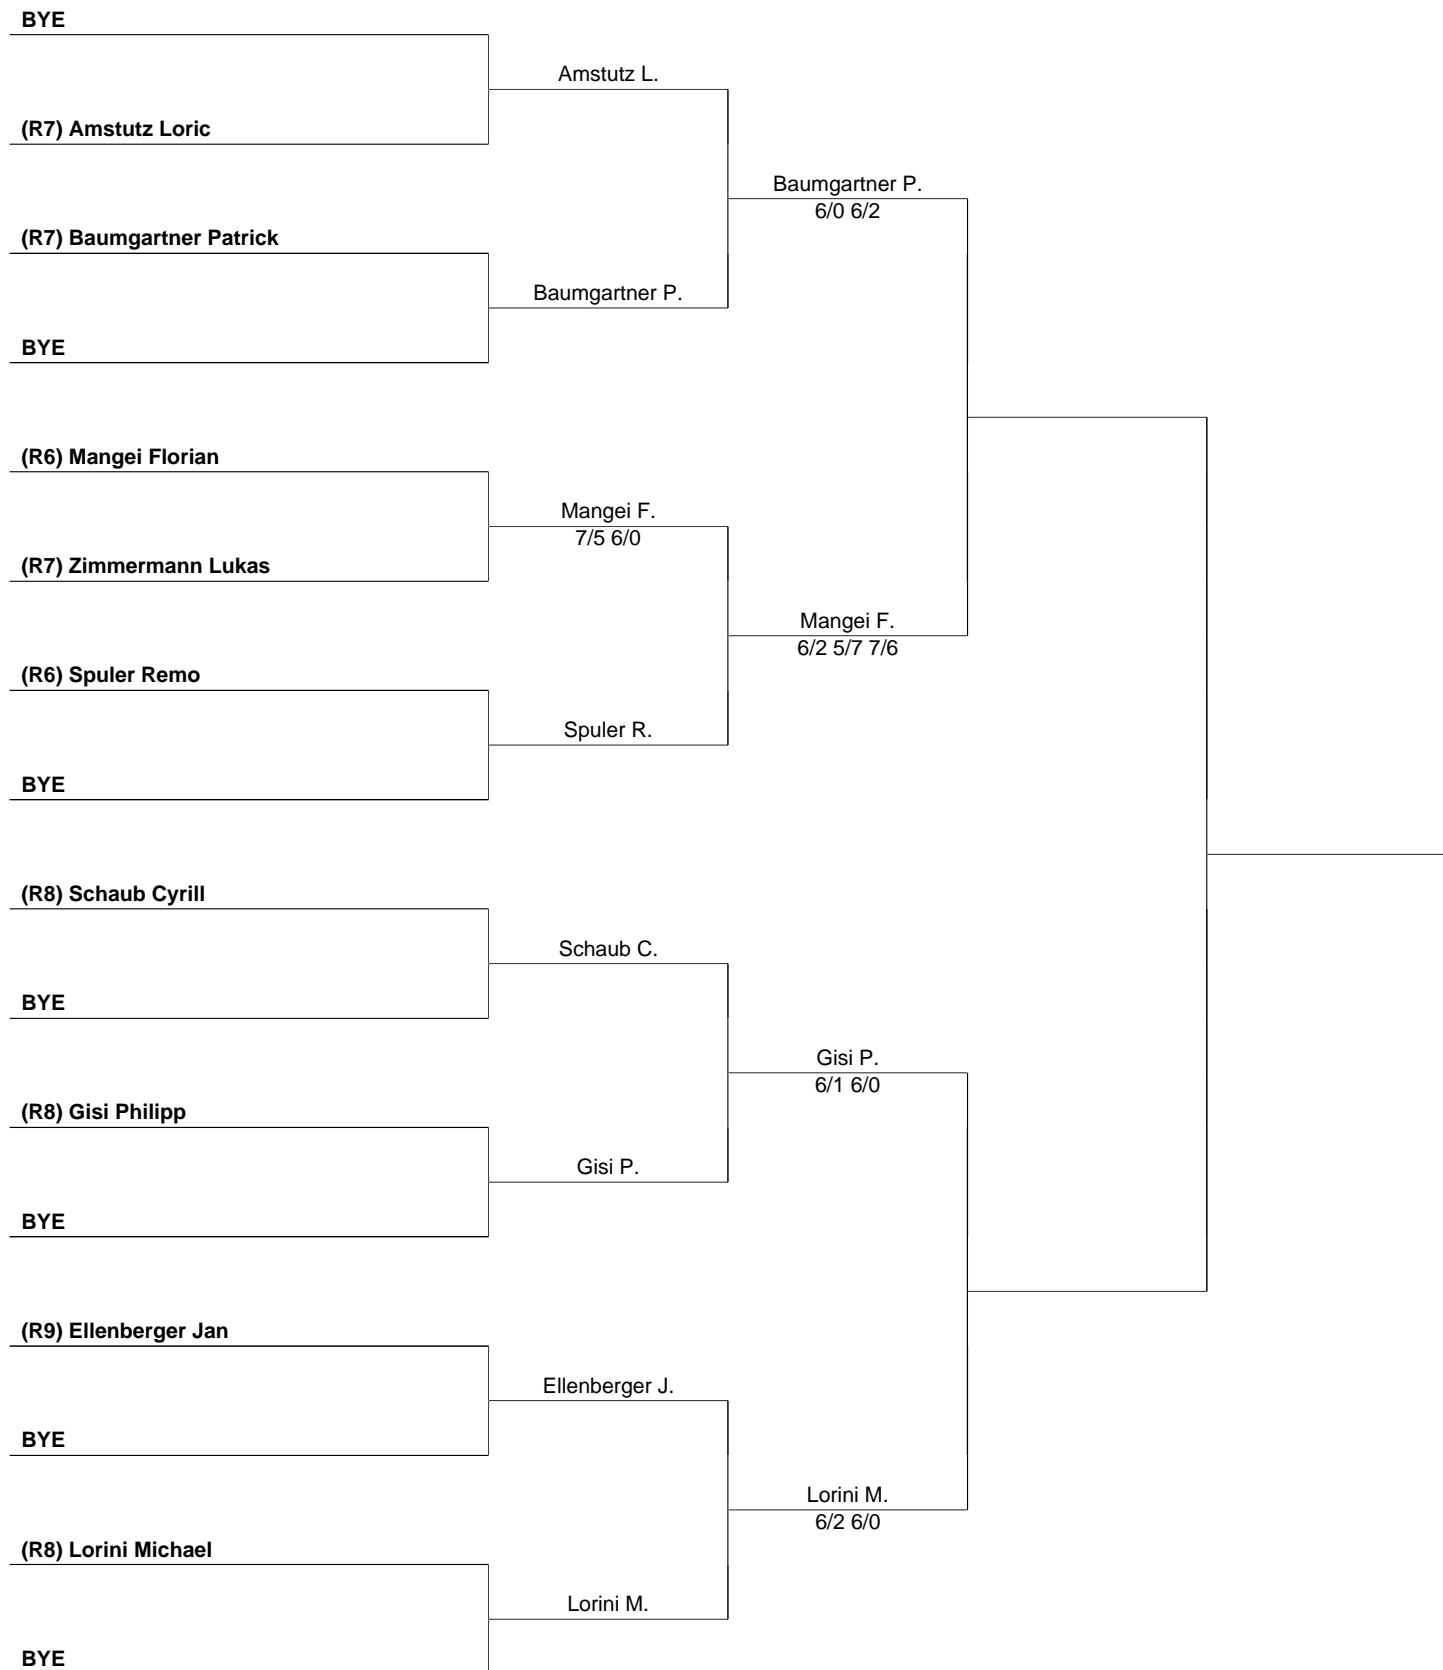 BYE
Amstutz L.
(R7) Amstutz Loric
Baumgartner P.
6/0 6/2
(R7) Baumgartner Patrick
Baumgartner P.
BYE
(R6) Mangei Florian
Mangei F.
7/5 6/0
(R7) Zimmermann Lukas
Mangei F.
6/2 5/7 7/6
(R6) Spuler Remo
Spuler R.
BYE
(R8) Schaub Cyrill
Schaub C.
BYE
Gisi P.
6/1 6/0
(R8) Gisi Philipp
Gisi P.
BYE
(R9) Ellenberger Jan
Ellenberger J.
BYE
Lorini M.
6/2 6/0
(R8) Lorini Michael
Lorini M.
BYE